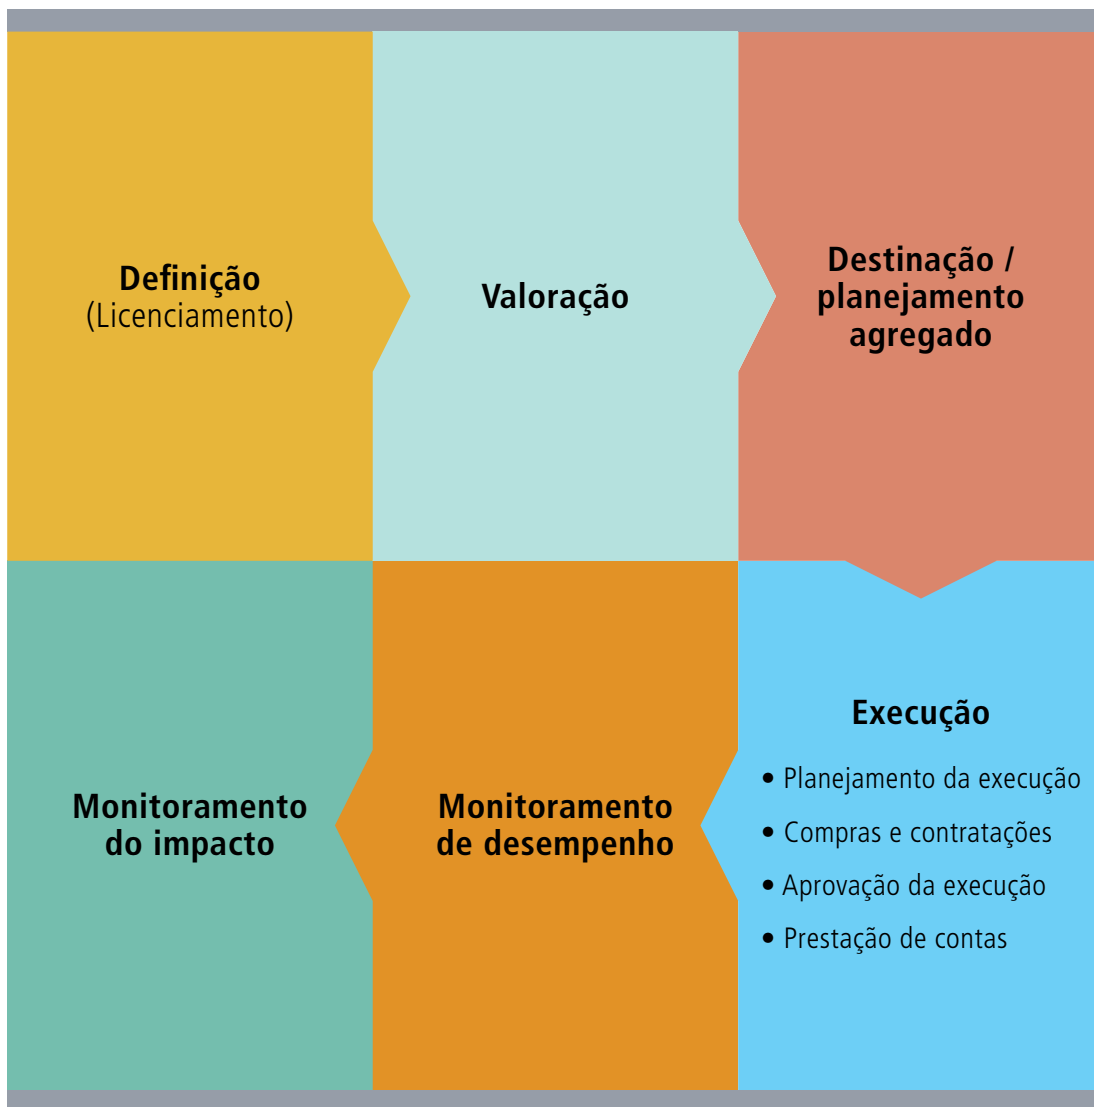 Definição
(Licenciamento)
Valoração
Destinação /
planejamento
agregado
Execução
• Planejamento da execução
• Compras e contratações
• Aprovação da execução
• Prestação de contas
Monitoramento
de desempenho
Monitoramento
do impacto